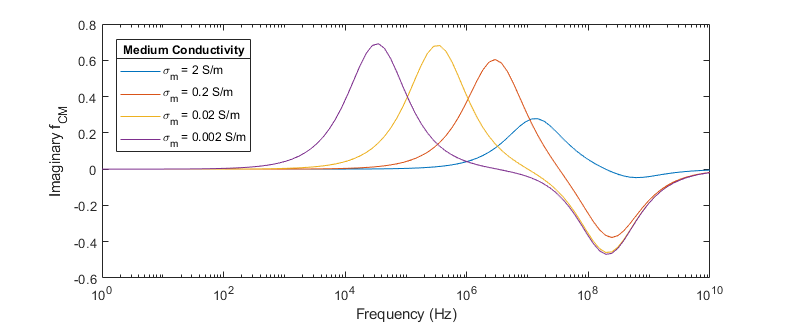 0.8
0.6
0.4
0.2
0
-0.2
-0.4
-0.6
Imaginary f_CM
Medium Conductivity
σ_m = 2 S/m
σ_m = 0.2 S/m
σ_m = 0.02 S/m
σ_m = 0.002 S/m
10^0 10^2 10^4 10^6 10^8 10^10
Frequency (Hz)